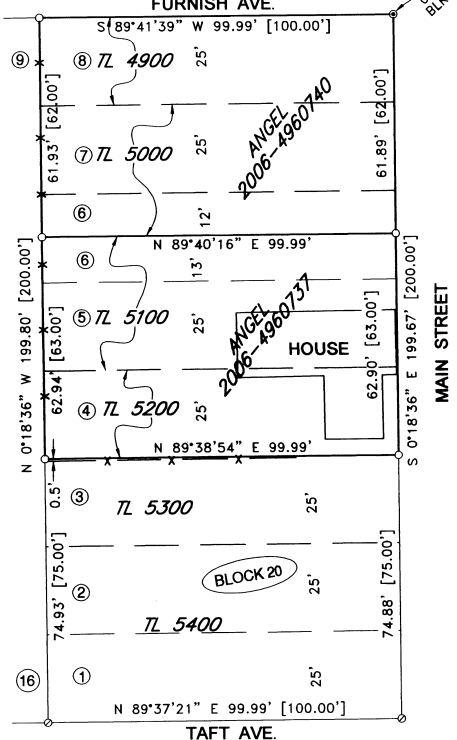 FURNISH AVE.
S 89°41'39" W 99.99' [100.00']
BLK
⑨
⑧ TL 4900 25'
61.93' [62.00']
⑦ TL 5000 25'
ANGEL
2006-4960740
61.89' [62.00']
⑥ 12'
N 89°40'16" E 99.99'
⑥ 13'
N 0°18'36" W 199.80' [200.00']
62.94' [63.00']
⑤ TL 5100 25'
ANGEL
2006-4960737
HOUSE
62.90' [63.00']
S 0°18'36" E 199.67' [200.00']
MAIN STREET
④ TL 5200 25'
N 89°38'54" E 99.99'
0.5'
③ TL 5300 25'
74.93' [75.00']
② BLOCK 20 25'
74.88' [75.00']
TL 5400
⑯ ① 25'
N 89°37'21" E 99.99' [100.00']
TAFT AVE.